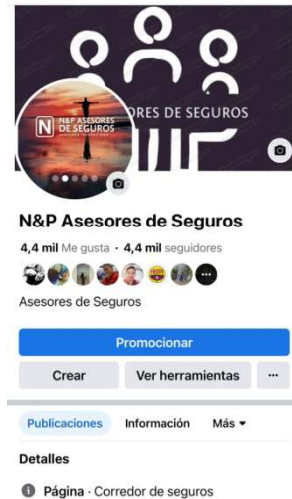 ORES DE SEGUROS
N N&P ASESORES
DE SEGUROS
N&P Asesores de Seguros
4,4 mil Me gusta · 4,4 mil seguidores
Asesores de Seguros
Promocionar
Crear Ver herramientas ...
Publicaciones Información Más
Detalles
Página · Corredor de seguros